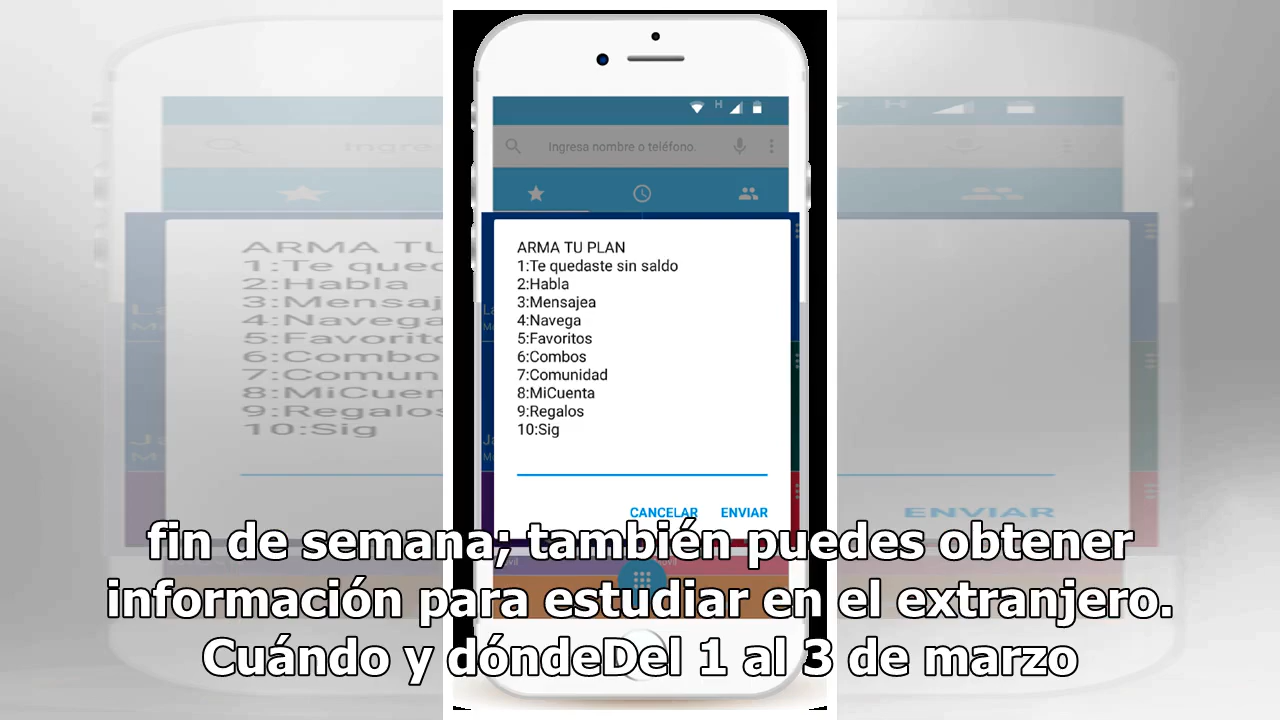 H
Ingresa nombre o teléfono.
ARMA TU PLAN
1:Te quedaste sin saldo
2:Habla
3:Mensajea
4:Navega
5:Favoritos
6:Combos
7:Comunidad
8:MiCuenta
9:Regalos
10:Sig
CANCELAR ENVIAR
fin de semana; también puedes obtener
información para estudiar en el extranjero.
Cuándo y dóndeDel 1 al 3 de marzo